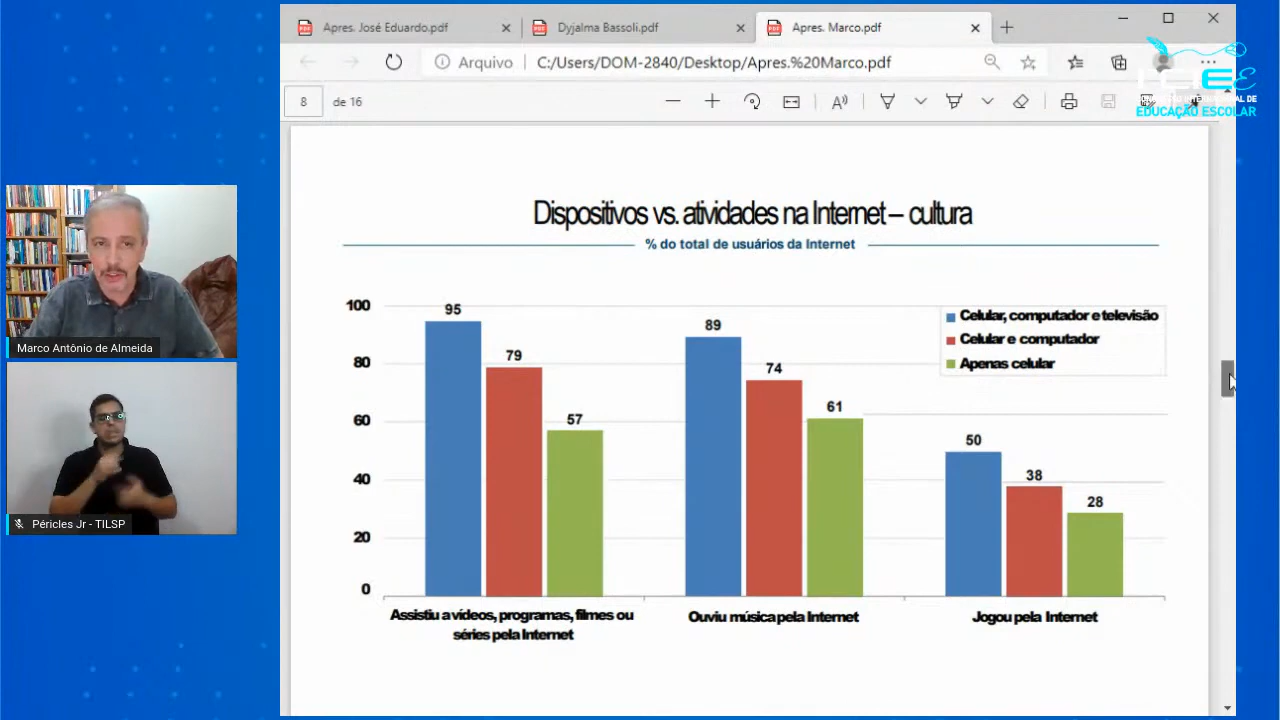 Apres. José Eduardo.pdf
Dyjalma Bassoli.pdf
Apres. Marco.pdf
Arquivo
C:/Users/DOM-2840/Desktop/Apres.%20Marco.pdf
8
de 16
EDUCAÇÃO ESCOLAR
Dispositivos vs. atividades na Internet – cultura
% do total de usuários da Internet
100
80
60
40
20
0
95
79
57
89
74
61
50
38
28
Celular, computador e televisão
Celular e computador
Apenas celular
Assistiu a vídeos, programas, filmes ou
séries pela Internet
Ouviu música pela Internet
Jogou pela Internet
Marco Antônio de Almeida
Péricles Jr - TILSP